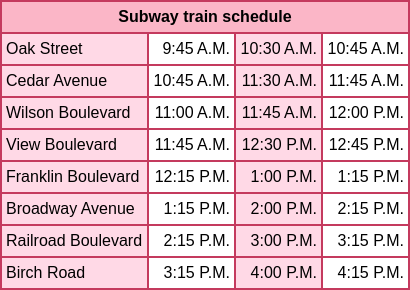 Subway train schedule
Oak Street 9:45 A.M. 10:30 A.M. 10:45 A.M.
Cedar Avenue 10:45 A.M. 11:30 A.M. 11:45 A.M.
Wilson Boulevard 11:00 A.M. 11:45 A.M. 12:00 P.M.
View Boulevard 11:45 A.M. 12:30 P.M. 12:45 P.M.
Franklin Boulevard 12:15 P.M. 1:00 P.M. 1:15 P.M.
Broadway Avenue 1:15 P.M. 2:00 P.M. 2:15 P.M.
Railroad Boulevard 2:15 P.M. 3:00 P.M. 3:15 P.M.
Birch Road 3:15 P.M. 4:00 P.M. 4:15 P.M.